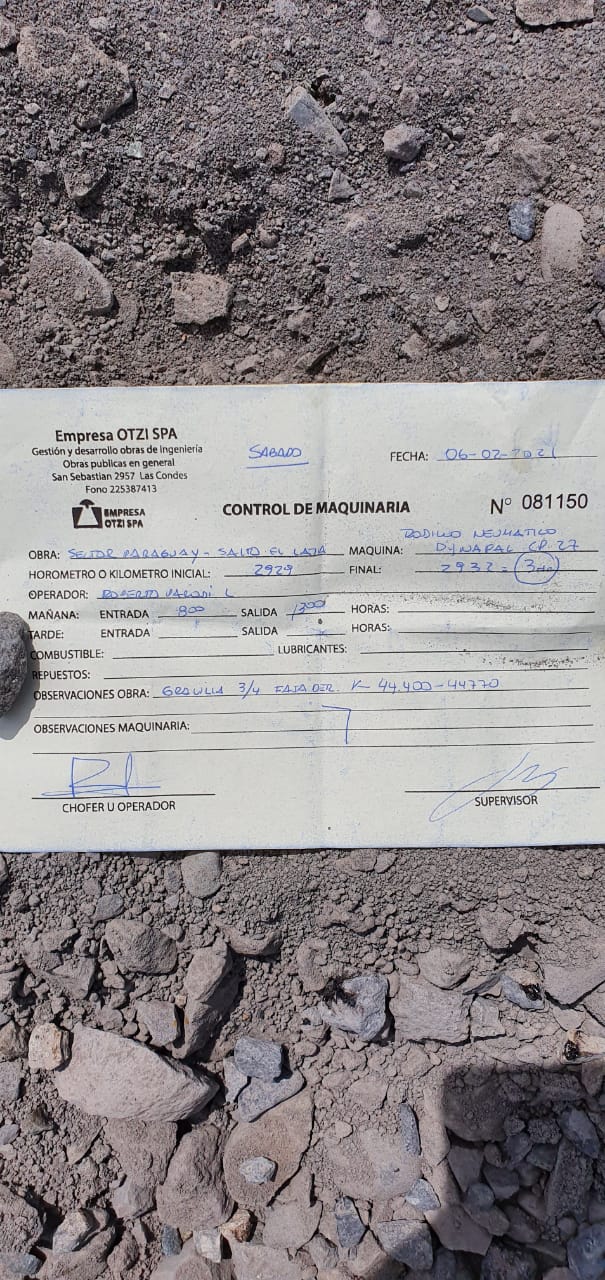 Empresa OTZI SPA
Gestión y desarrollo obras de Ingeniería
Obras publicas en general
San Sebastian 2957 Las Condes
Fono 225387413
EMPRESA
OTZI SPA
SABADO
FECHA: 06-02-2021
CONTROL DE MAQUINARIA
N° 081150
OBRA: SECTOR PARAGUAY - SALTO EL LAJA
MAQUINA: RODILLO NEUMATICO
DYNAPAC CP.27
HOROMETRO O KILOMETRO INICIAL: 2929
FINAL: 2932 = 3
OPERADOR: ROBERTO
MAÑANA: ENTRADA 8:00 SALIDA 13:00 HORAS:
TARDE: ENTRADA SALIDA HORAS:
COMBUSTIBLE: LUBRICANTES:
REPUESTOS:
OBSERVACIONES OBRA: GRAVILLA 3/4 FAJA DER. K- 44.400-44770
OBSERVACIONES MAQUINARIA:
CHOFER U OPERADOR
SUPERVISOR